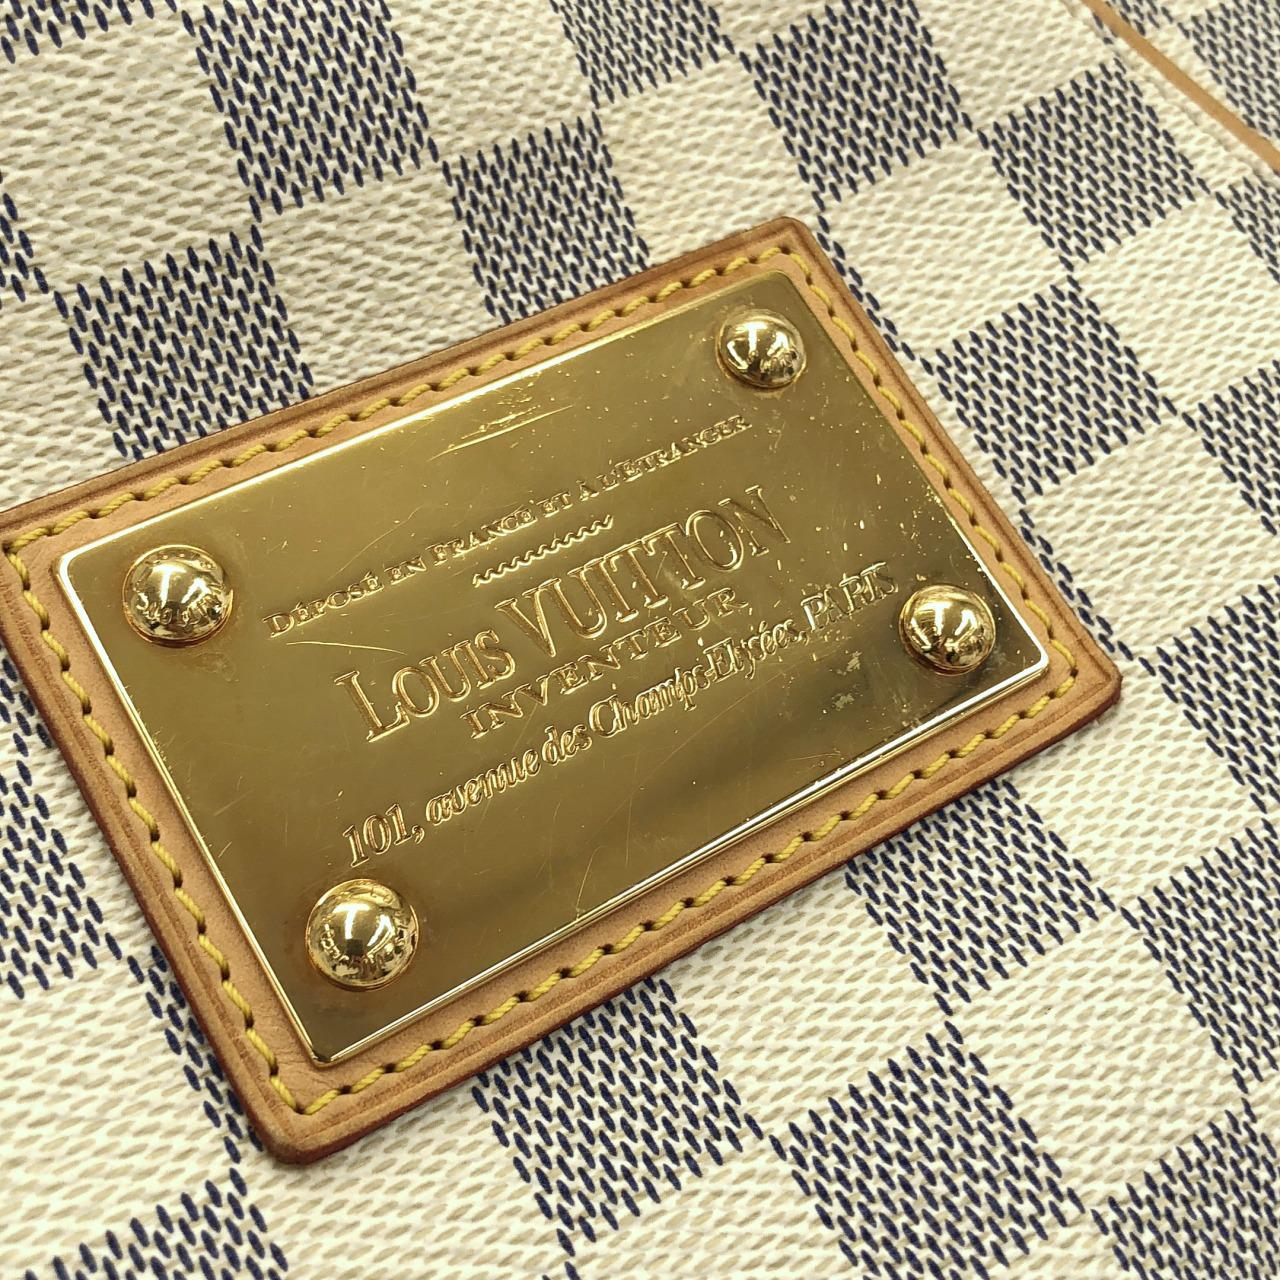 DÉPOSÉ EN FRANCE ET À L'ETRANGER
LOUIS VUITTON
INVENTEUR
101, avenue des Champs-Elysées, PARIS